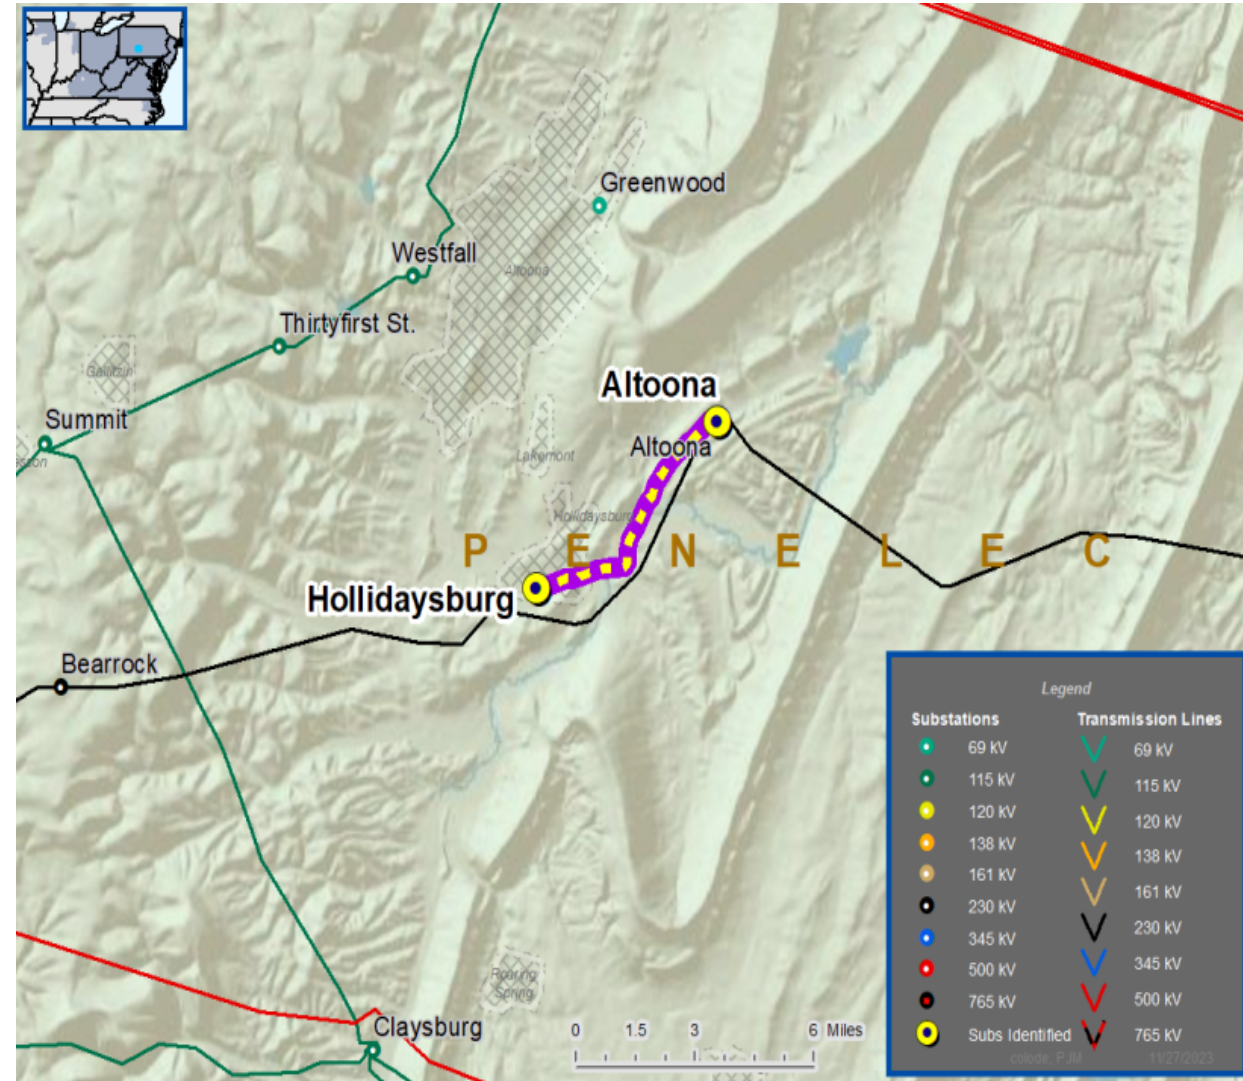 Greenwood
Westfall
Altoona
Thirtyfirst St.
Gallitzin
Altoona
Summit
Altoona
Lakemont
Hollidaysburg
P E N E L E C
Hollidaysburg
Bearrock
Legend
Substations
69 kV
115 kV
120 kV
138 kV
161 kV
230 kV
345 kV
500 kV
765 kV
Subs Identified
Transmission Lines
69 kV
115 kV
120 kV
138 kV
161 kV
230 kV
345 kV
500 kV
765 kV
11/27/2023
Roaring
Spring
Claysburg
0 1.5 3 6 Miles